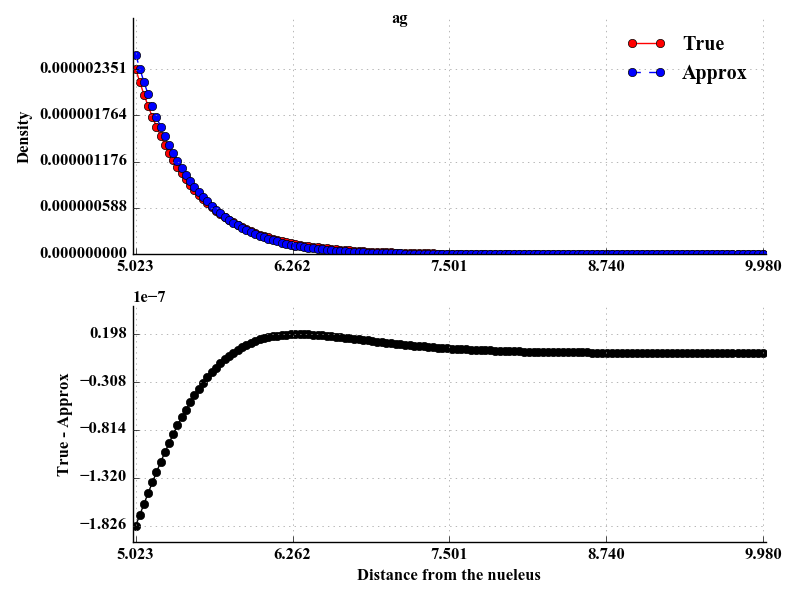 ag
True
Approx
Density
0.000002351
0.000001764
0.000001176
0.000000588
0.000000000
5.023 6.262 7.501 8.740 9.980
1e−7
True - Approx
0.198
−0.308
−0.814
−1.320
−1.826
5.023 6.262 7.501 8.740 9.980
Distance from the nueleus